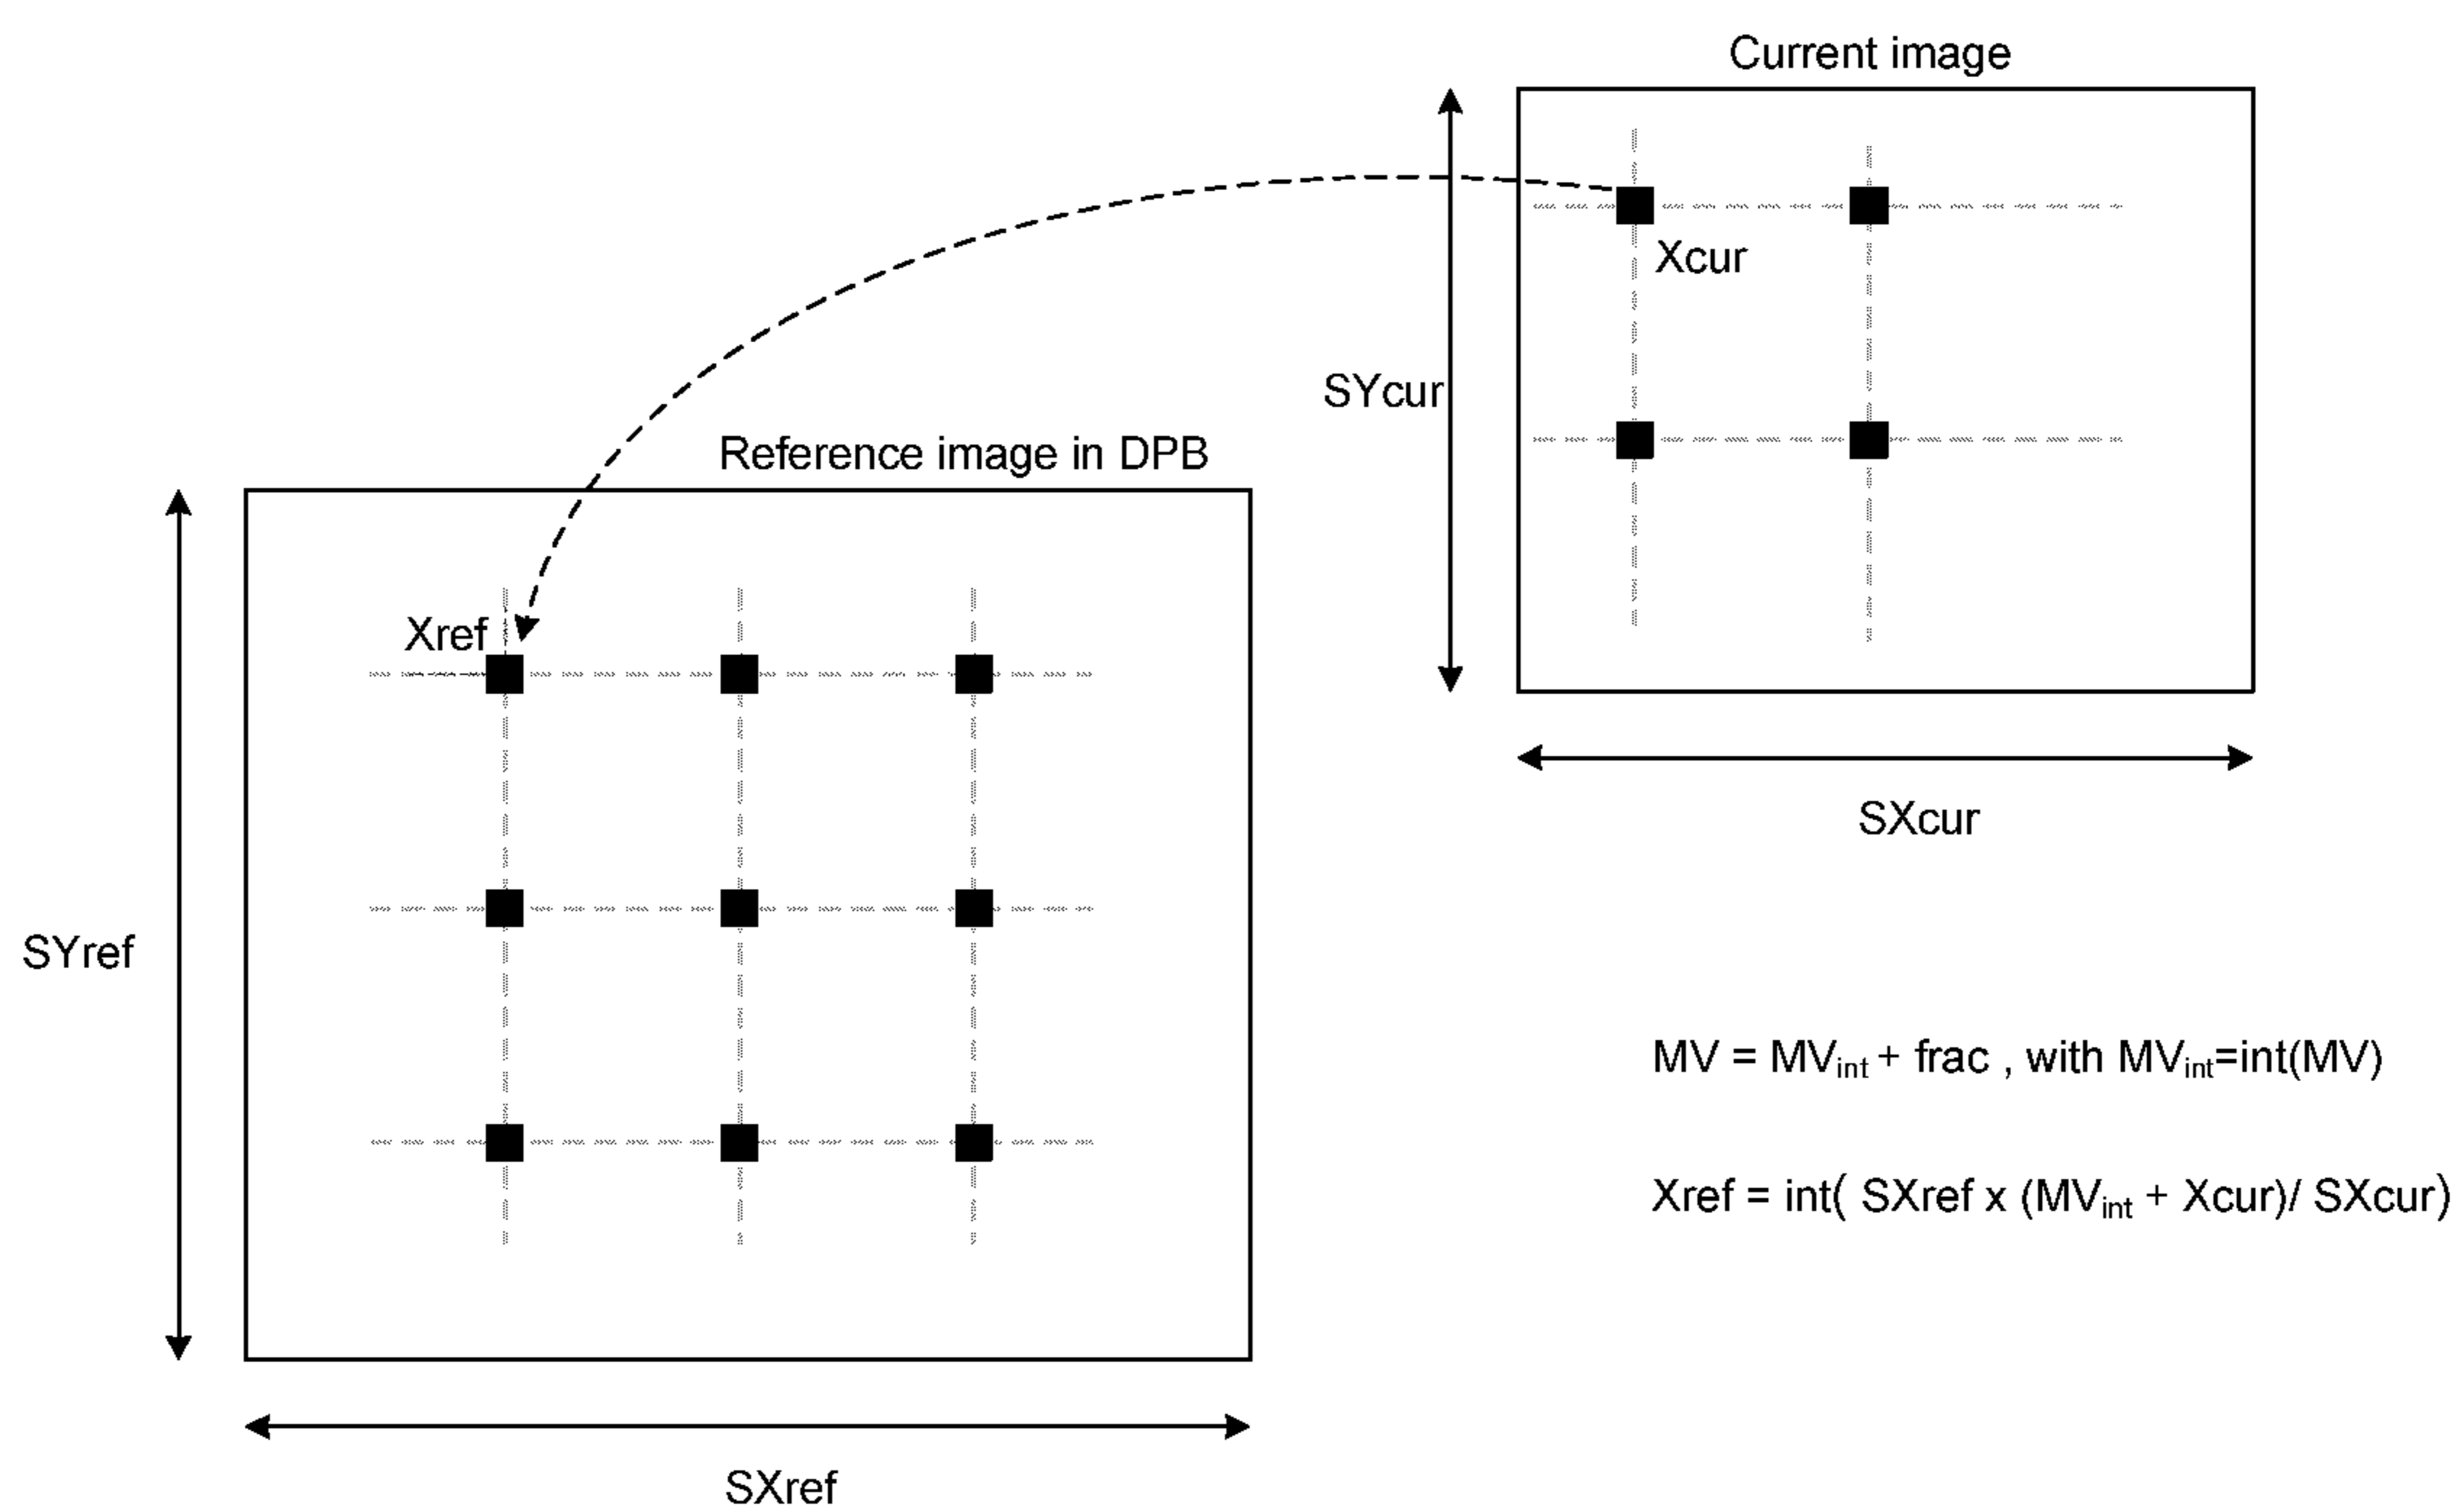 Current image
Xcur
SYcur
Reference image in DPB
SXcur
Xref
SYref
MV = MVint + frac , with MVint=int(MV)
Xref = int( SXref x (MVint + Xcur)/ SXcur)
SXref